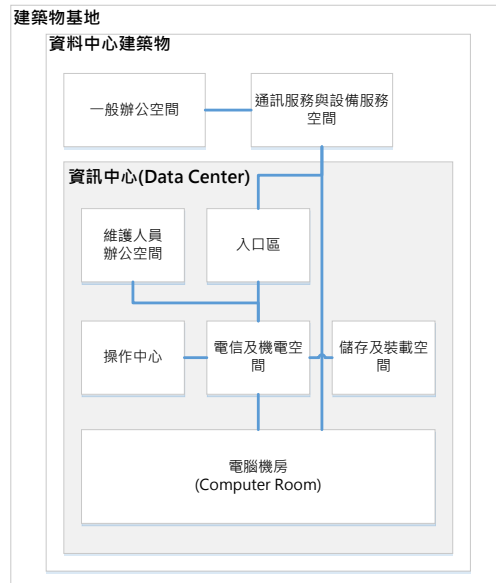 建築物基地
資料中心建築物
一般辦公空間
通訊服務與設備服務
空間
資訊中心(Data Center)
維護人員
辦公空間
入口區
操作中心
電信及機電空
間
儲存及裝載空
間
電腦機房
(Computer Room)